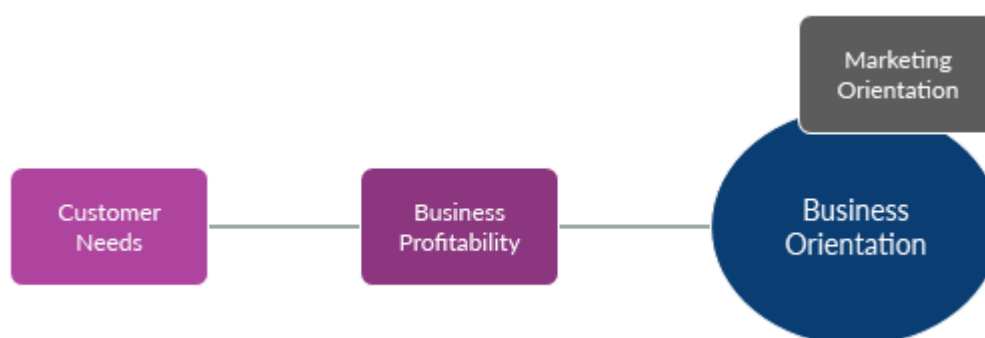 Marketing
Orientation
Customer
Needs
Business
Profitability
Business
Orientation